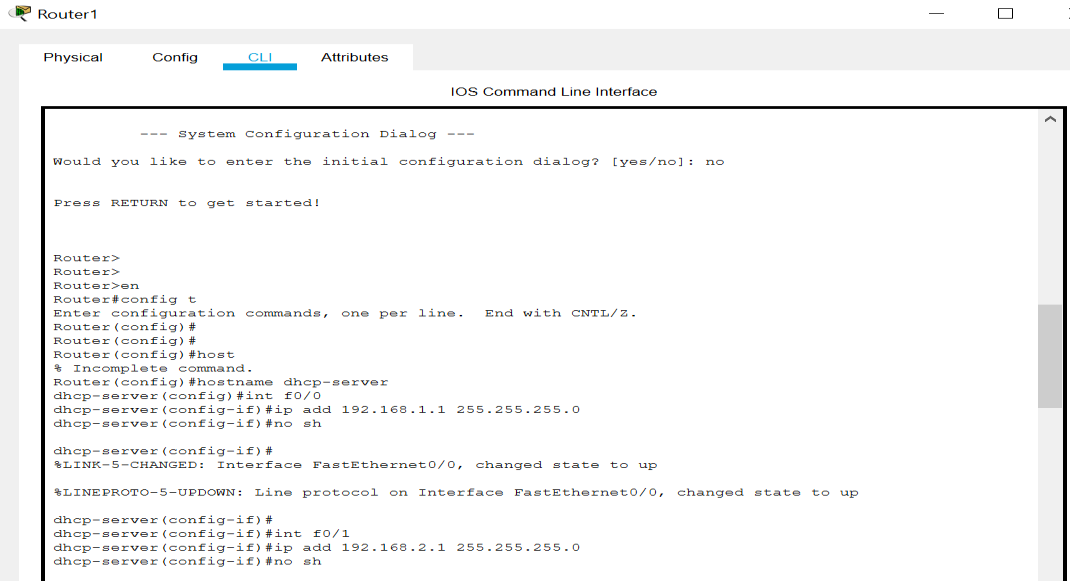 Router1
Physical Config CLI Attributes
IOS Command Line Interface
--- System Configuration Dialog ---
Would you like to enter the initial configuration dialog? [yes/no]: no
Press RETURN to get started!
Router>
Router>
Router>en
Router#config t
Enter configuration commands, one per line.  End with CNTL/Z.
Router(config)#
Router(config)#
Router(config)#host
% Incomplete command.
Router(config)#hostname dhcp-server
dhcp-server(config)#int f0/0
dhcp-server(config-if)#ip add 192.168.1.1 255.255.255.0
dhcp-server(config-if)#no sh
dhcp-server(config-if)#
%LINK-5-CHANGED: Interface FastEthernet0/0, changed state to up
%LINEPROTO-5-UPDOWN: Line protocol on Interface FastEthernet0/0, changed state to up
dhcp-server(config-if)#
dhcp-server(config-if)#int f0/1
dhcp-server(config-if)#ip add 192.168.2.1 255.255.255.0
dhcp-server(config-if)#no sh